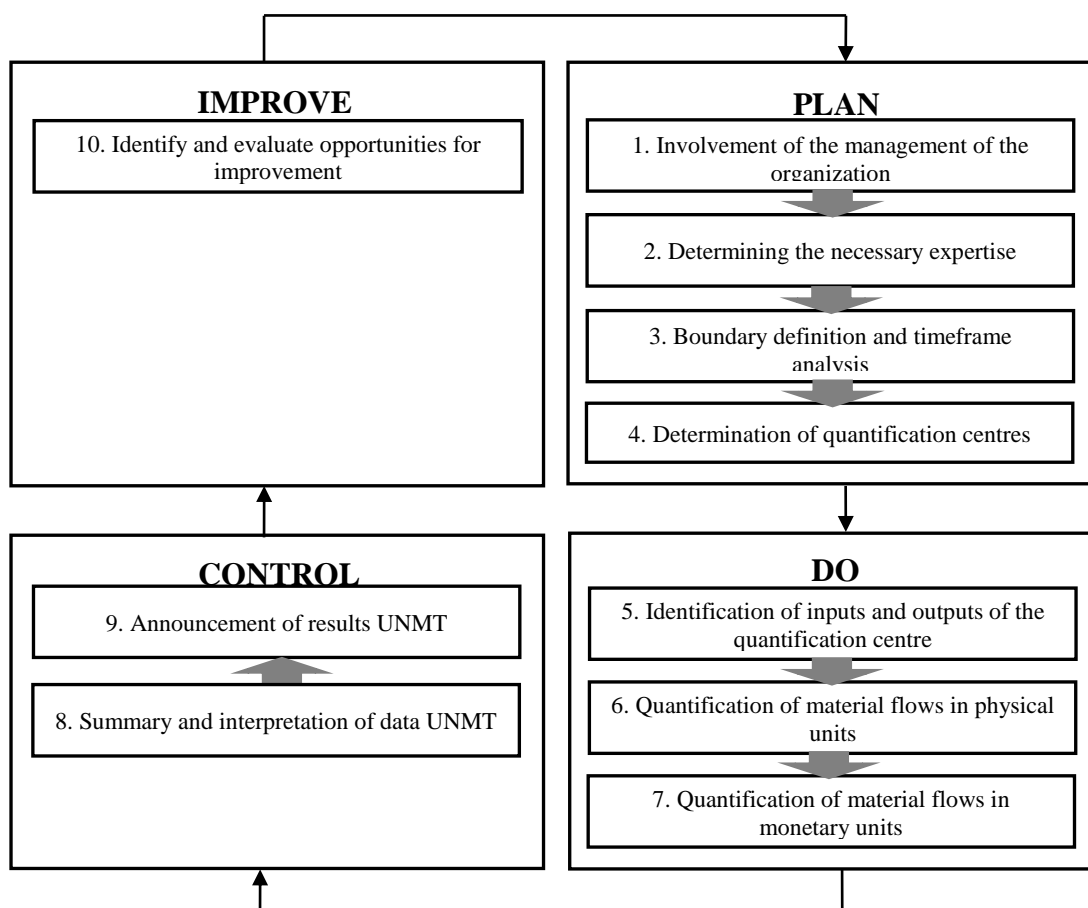 IMPROVE
10. Identify and evaluate opportunities for
improvement
PLAN
1. Involvement of the management of the
organization
2. Determining the necessary expertise
3. Boundary definition and timeframe
analysis
4. Determination of quantification centres
CONTROL
9. Announcement of results UNMT
8. Summary and interpretation of data UNMT
DO
5. Identification of inputs and outputs of the
quantification centre
6. Quantification of material flows in physical
units
7. Quantification of material flows in
monetary units